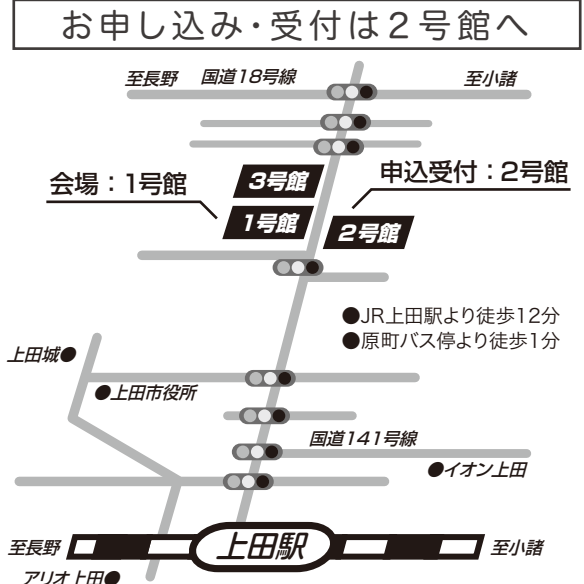 お申し込み・受付は2号館へ
至長野 国道18号線 至小諸
3号館
会場：1号館
申込受付：2号館
1号館
2号館
●JR上田駅より徒歩12分
●原町バス停より徒歩1分
上田城●
●上田市役所
国道141号線
●イオン上田
至長野 上田駅 至小諸
アリオ上田●